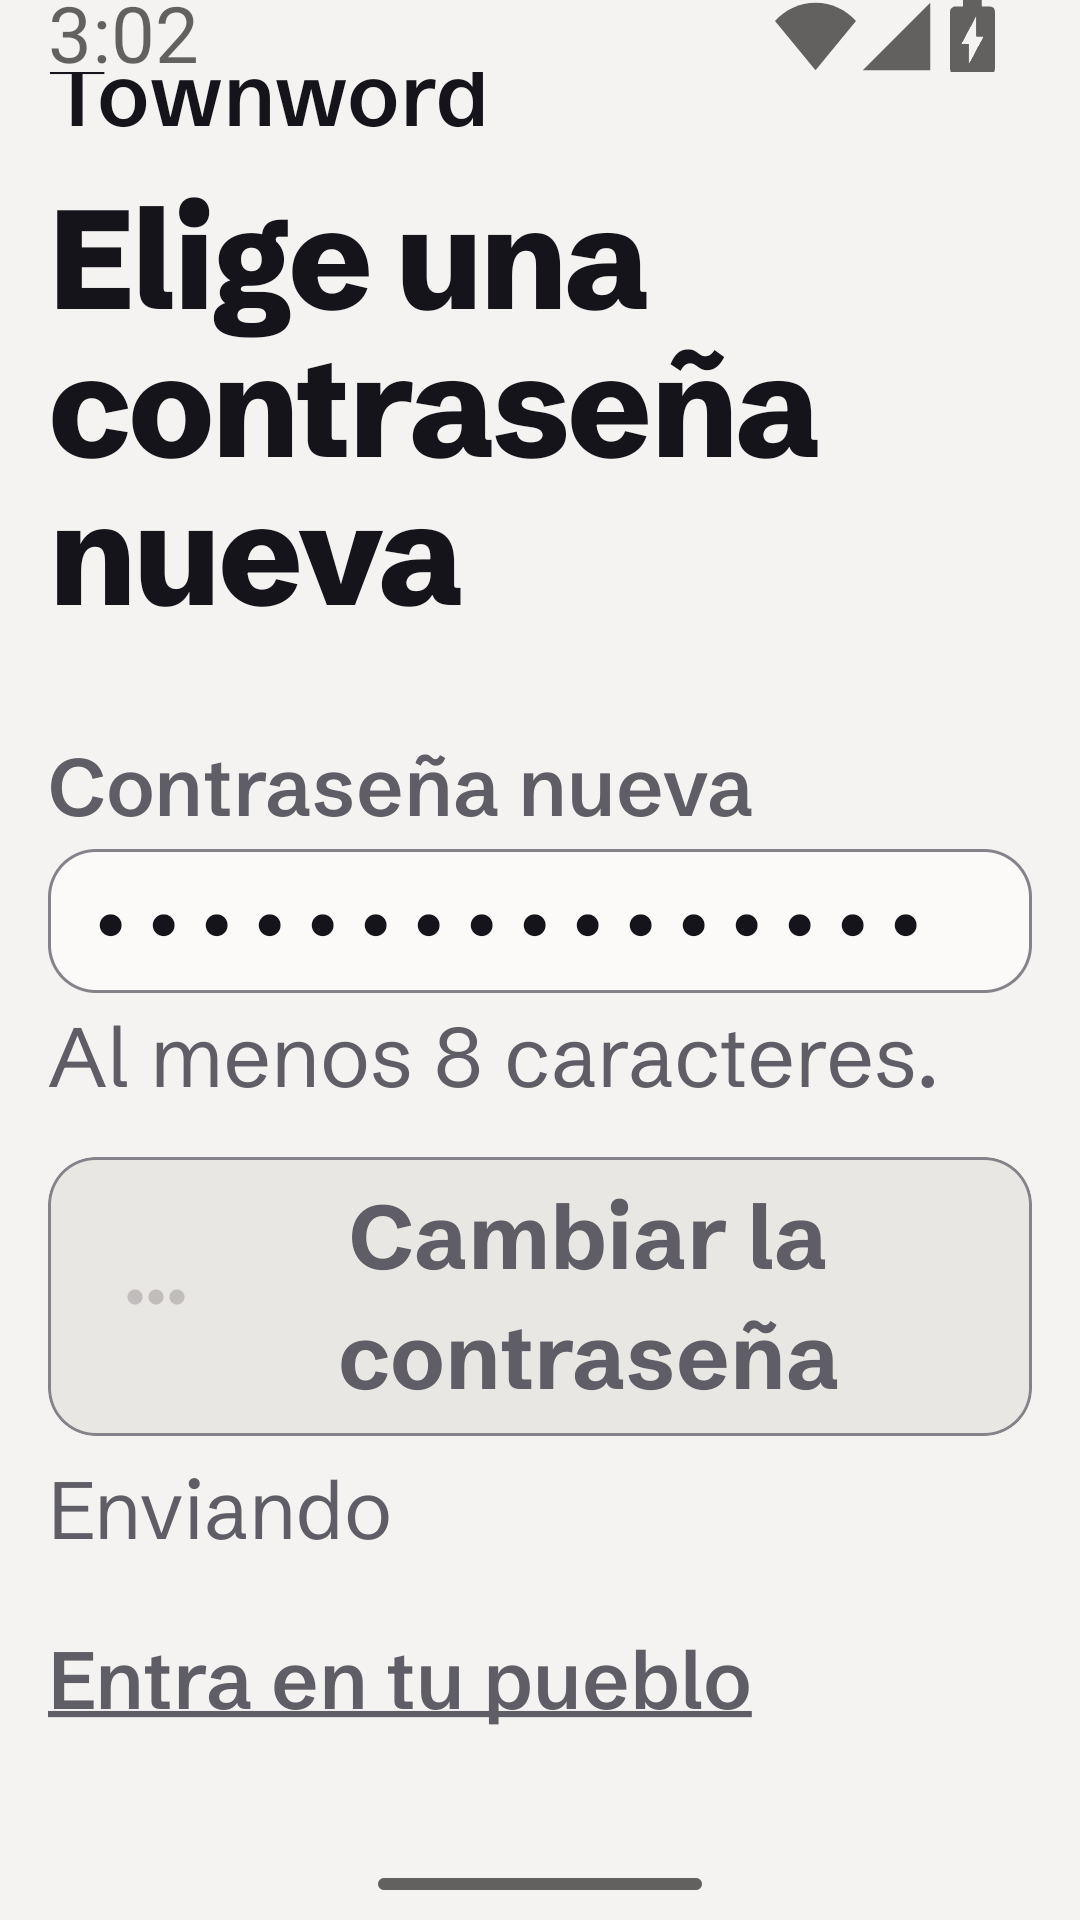 3:02
Townword
Elige una
contraseña
nueva
Contraseña nueva
••••••••••••••••
Al menos 8 caracteres.
Cambiar la
contraseña
Enviando
Entra en tu pueblo